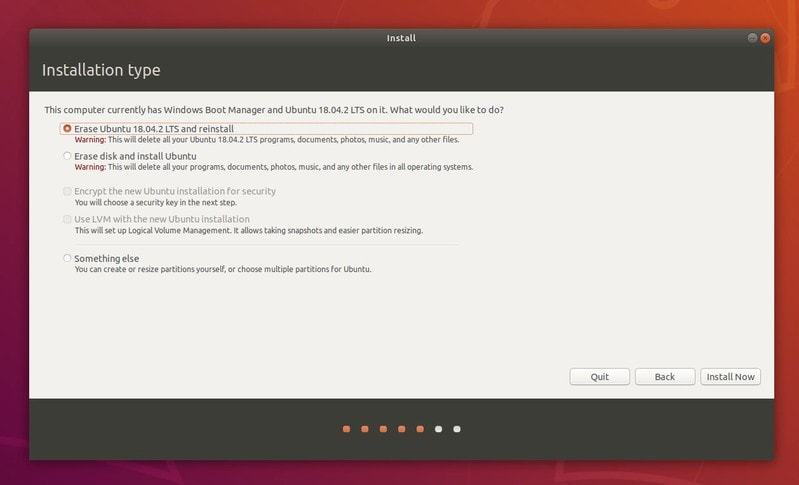 Install
Installation type
This computer currently has Windows Boot Manager and Ubuntu 18.04.2 LTS on it. What would you like to do?
Erase Ubuntu 18.04.2 LTS and reinstall
Warning: This will delete all your Ubuntu 18.04.2 LTS programs, documents, photos, music, and any other files.
Erase disk and install Ubuntu
Warning: This will delete all your programs, documents, photos, music, and any other files in all operating systems.
Encrypt the new Ubuntu installation for security
You will choose a security key in the next step.
Use LVM with the new Ubuntu installation
This will set up Logical Volume Management. It allows taking snapshots and easier partition resizing.
Something else
You can create or resize partitions yourself, or choose multiple partitions for Ubuntu.
Quit Back Install Now